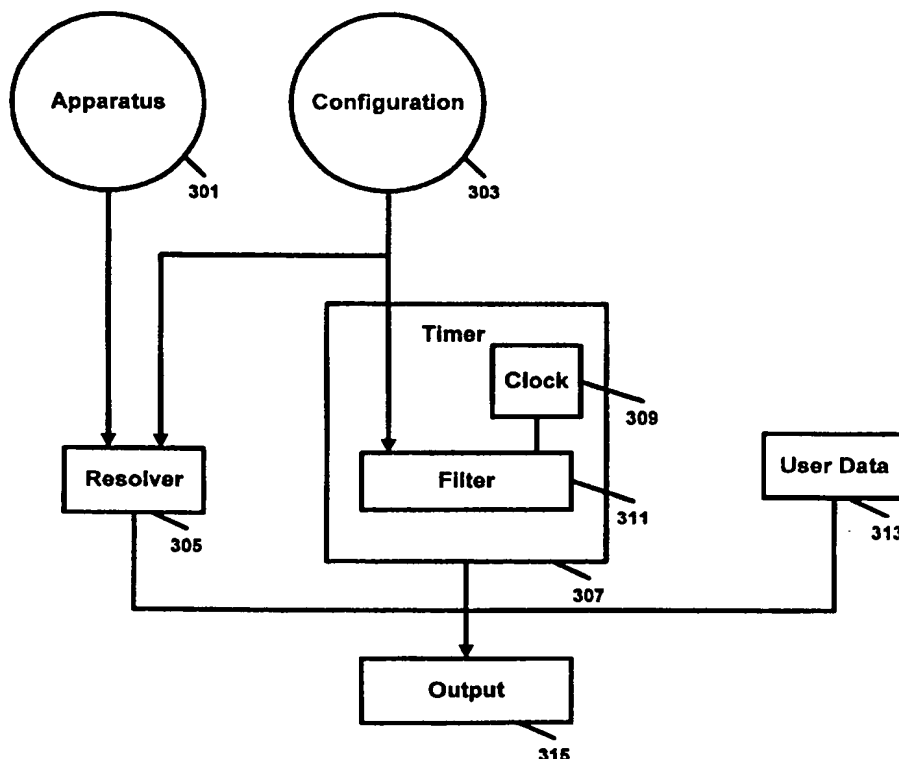 Apparatus
Configuration
301
303
Timer
Clock
309
Resolver
Filter
User Data
305
311
313
307
Output
315